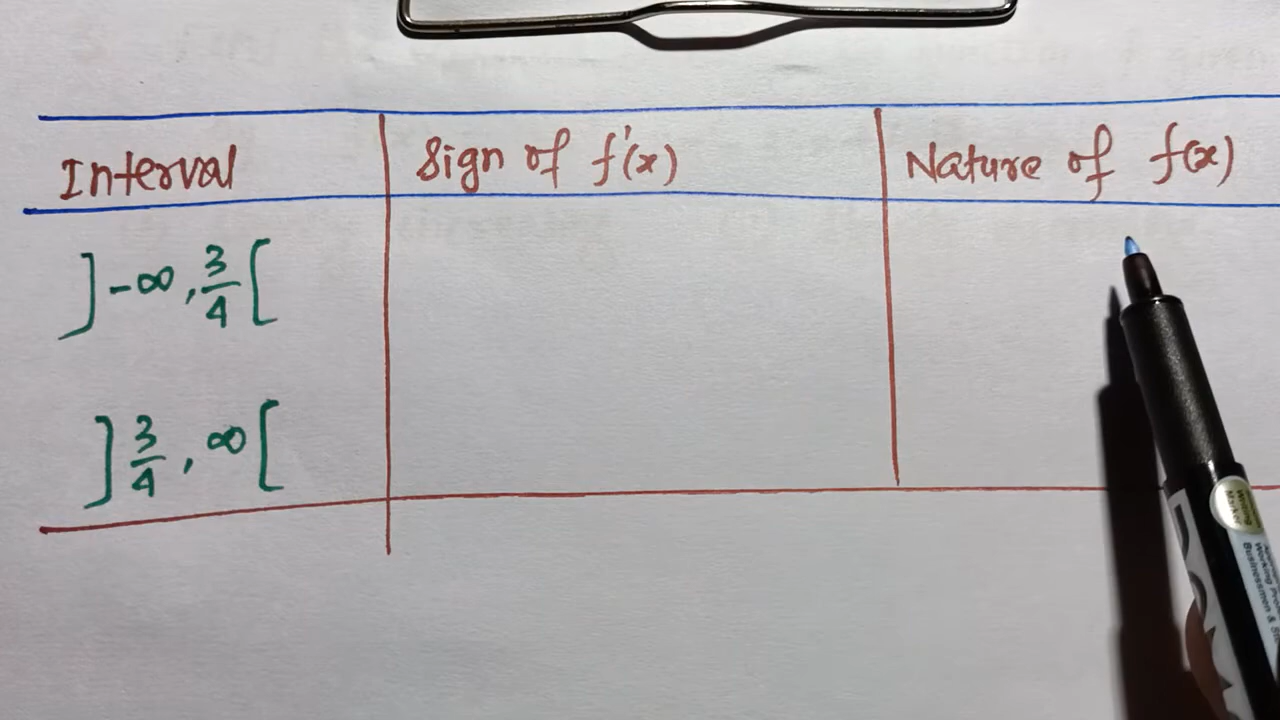 Interval Sign of f'(x) Nature of f(x)
]-∞, 3/4[
]3/4, ∞[